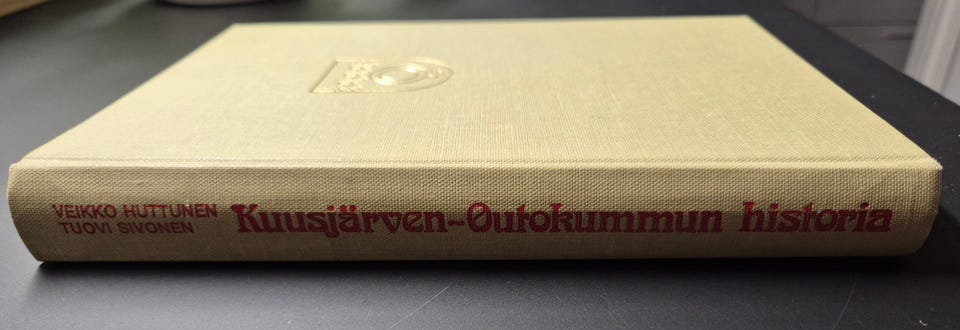 VEIKKO HUTTUNEN
TUOVI SIVONEN
Kuusjärven-Outokummun historia